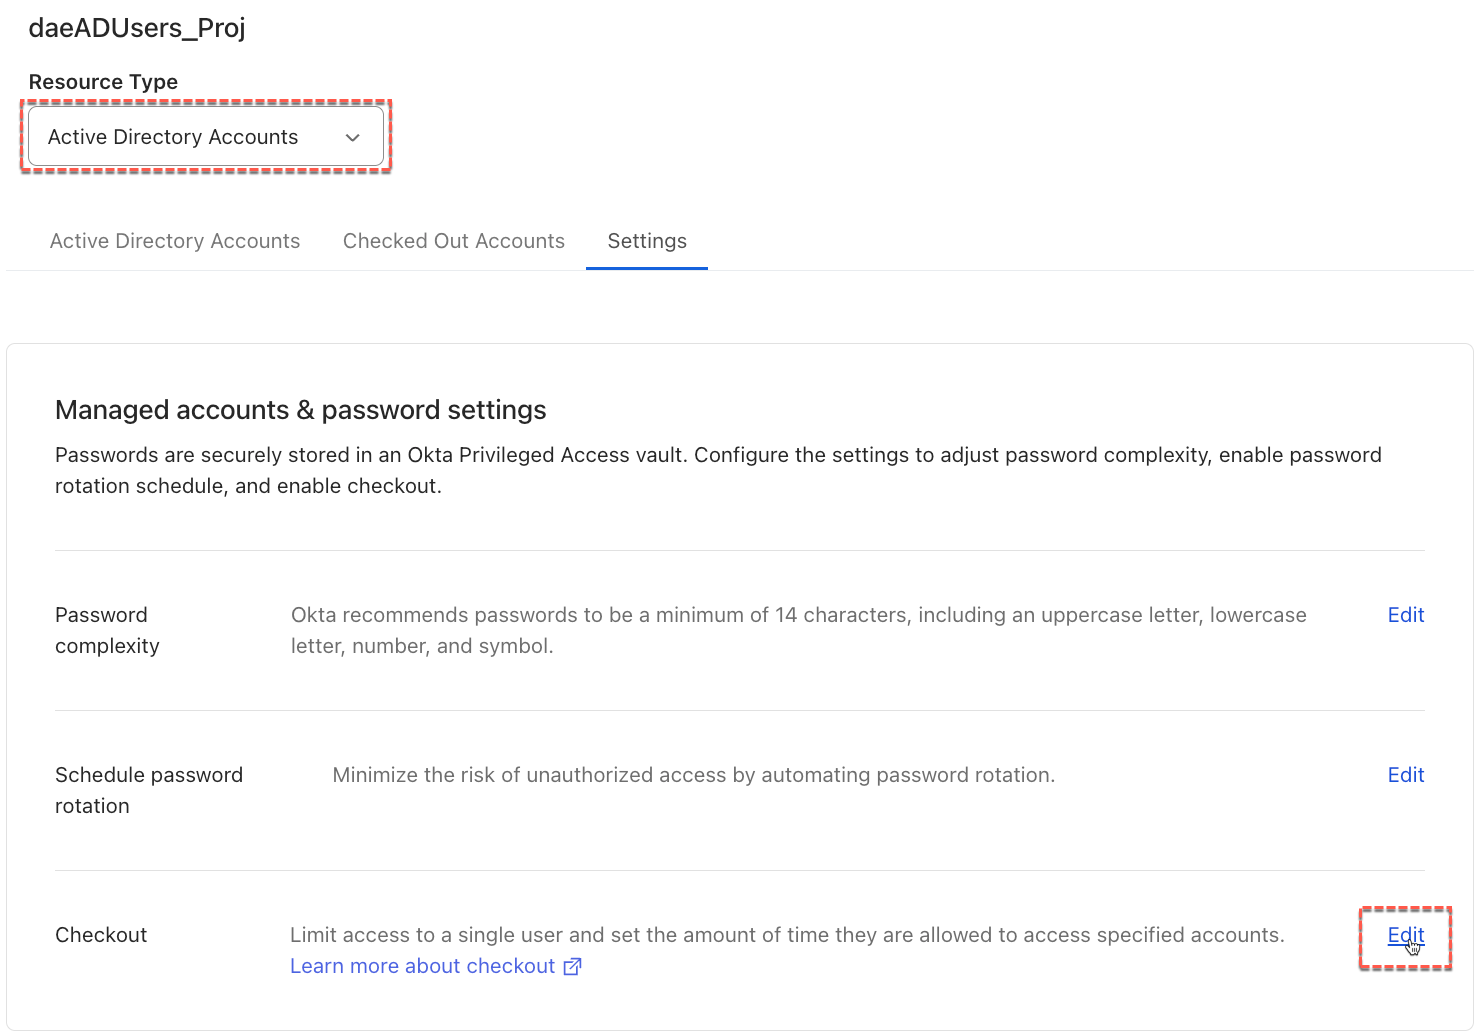 daeADUsers_Proj
Resource Type
Active Directory Accounts
Active Directory Accounts
Checked Out Accounts
Settings
Managed accounts & password settings
Passwords are securely stored in an Okta Privileged Access vault. Configure the settings to adjust password complexity, enable password
rotation schedule, and enable checkout.
Password
complexity
Okta recommends passwords to be a minimum of 14 characters, including an uppercase letter, lowercase
letter, number, and symbol.
Edit
Schedule password
rotation
Minimize the risk of unauthorized access by automating password rotation.
Edit
Checkout
Limit access to a single user and set the amount of time they are allowed to access specified accounts.
Learn more about checkout
Edit